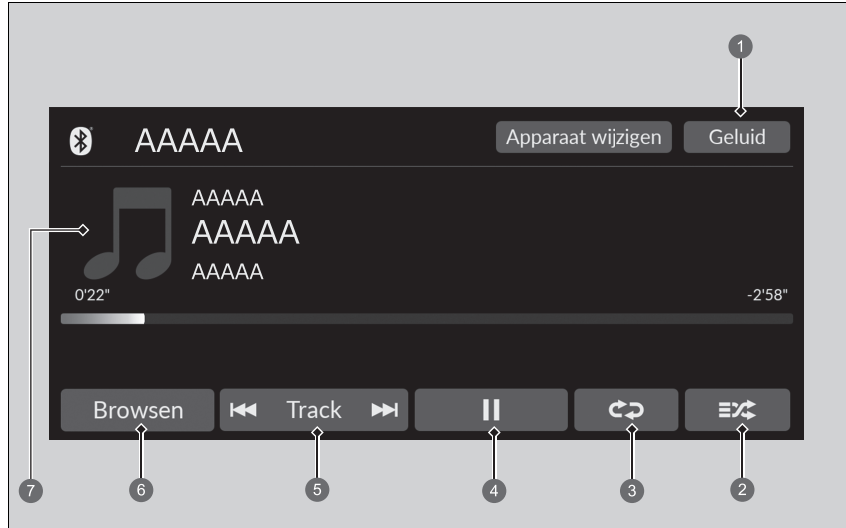 1
AAAAA
Apparaat wijzigen
Geluid
AAAAA
AAAAA
AAAAA
7
0'22"
-2'58"
Browsen
Track
6
5
4
3
2